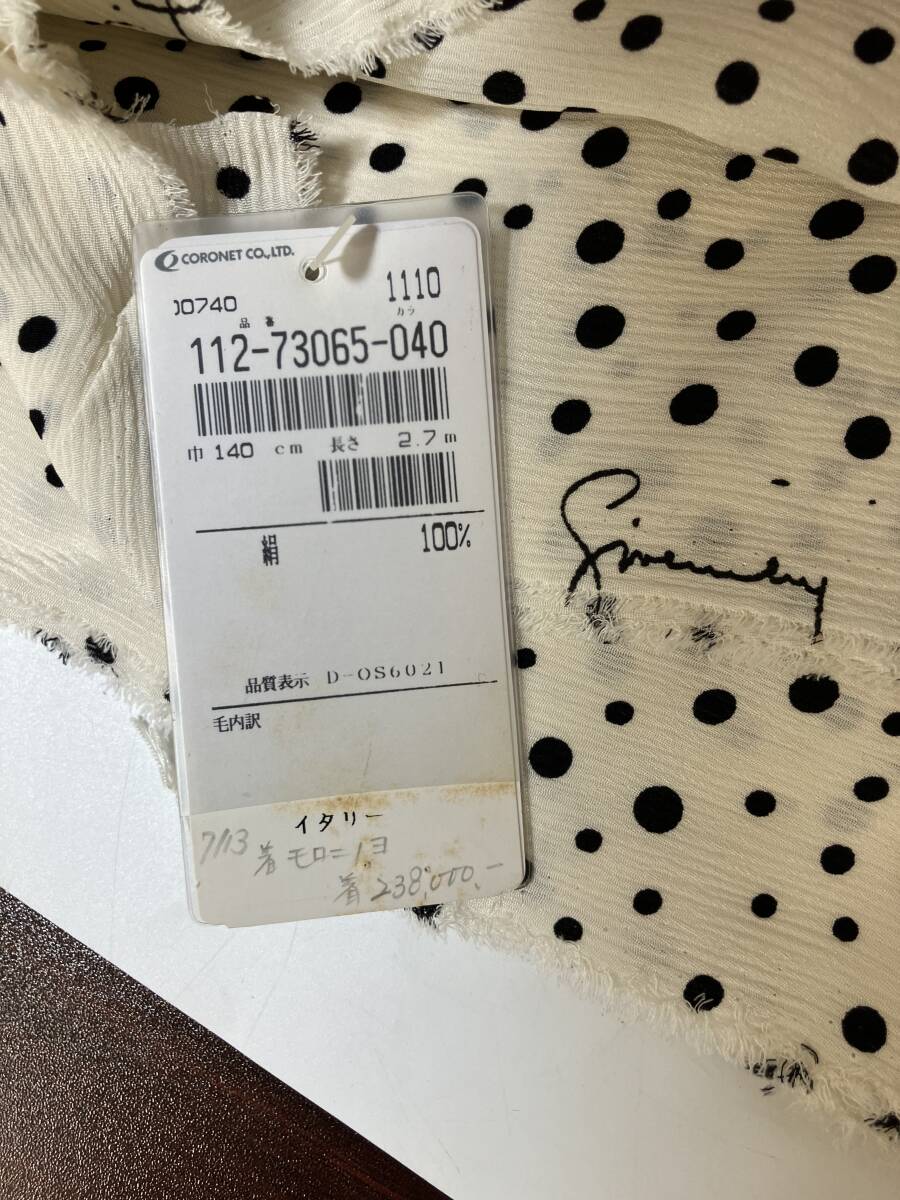 CORONET CO.,LTD.
00740 1110
品番 カラ
112-73065-040
巾 140 cm 長さ 2.7 m
絹 100%
品質表示 D-OS6021
毛内訳
イタリー
7/13 着 モロニ1ヨ
着 238,000.-
Givenchy